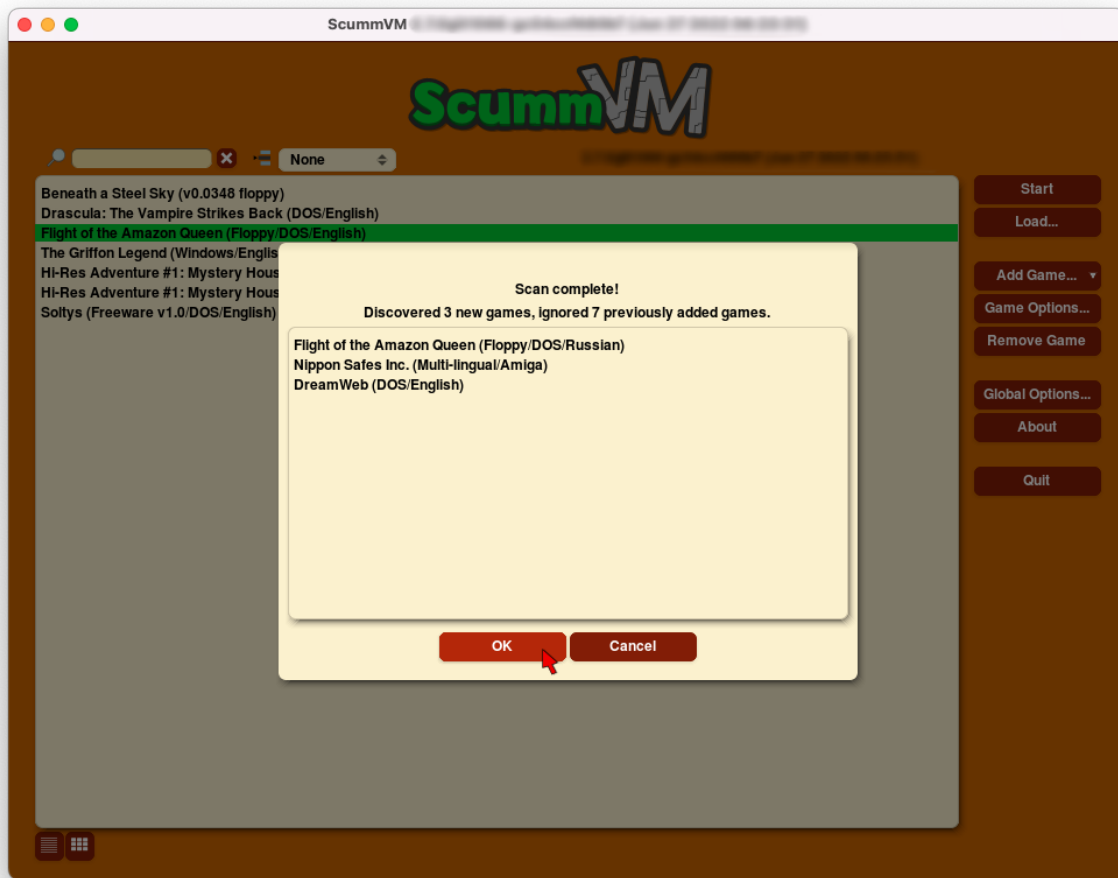 ScummVM
ScummVM
None
Beneath a Steel Sky (v0.0348 floppy)
Drascula: The Vampire Strikes Back (DOS/English)
Flight of the Amazon Queen (Floppy/DOS/English)
The Griffon Legend (Windows/Englis
Hi-Res Adventure #1: Mystery Hous
Hi-Res Adventure #1: Mystery Hous
Soltys (Freeware v1.0/DOS/English)
Scan complete!
Discovered 3 new games, ignored 7 previously added games.
Flight of the Amazon Queen (Floppy/DOS/Russian)
Nippon Safes Inc. (Multi-lingual/Amiga)
DreamWeb (DOS/English)
OK
Cancel
Start
Load...
Add Game...
Game Options...
Remove Game
Global Options...
About
Quit